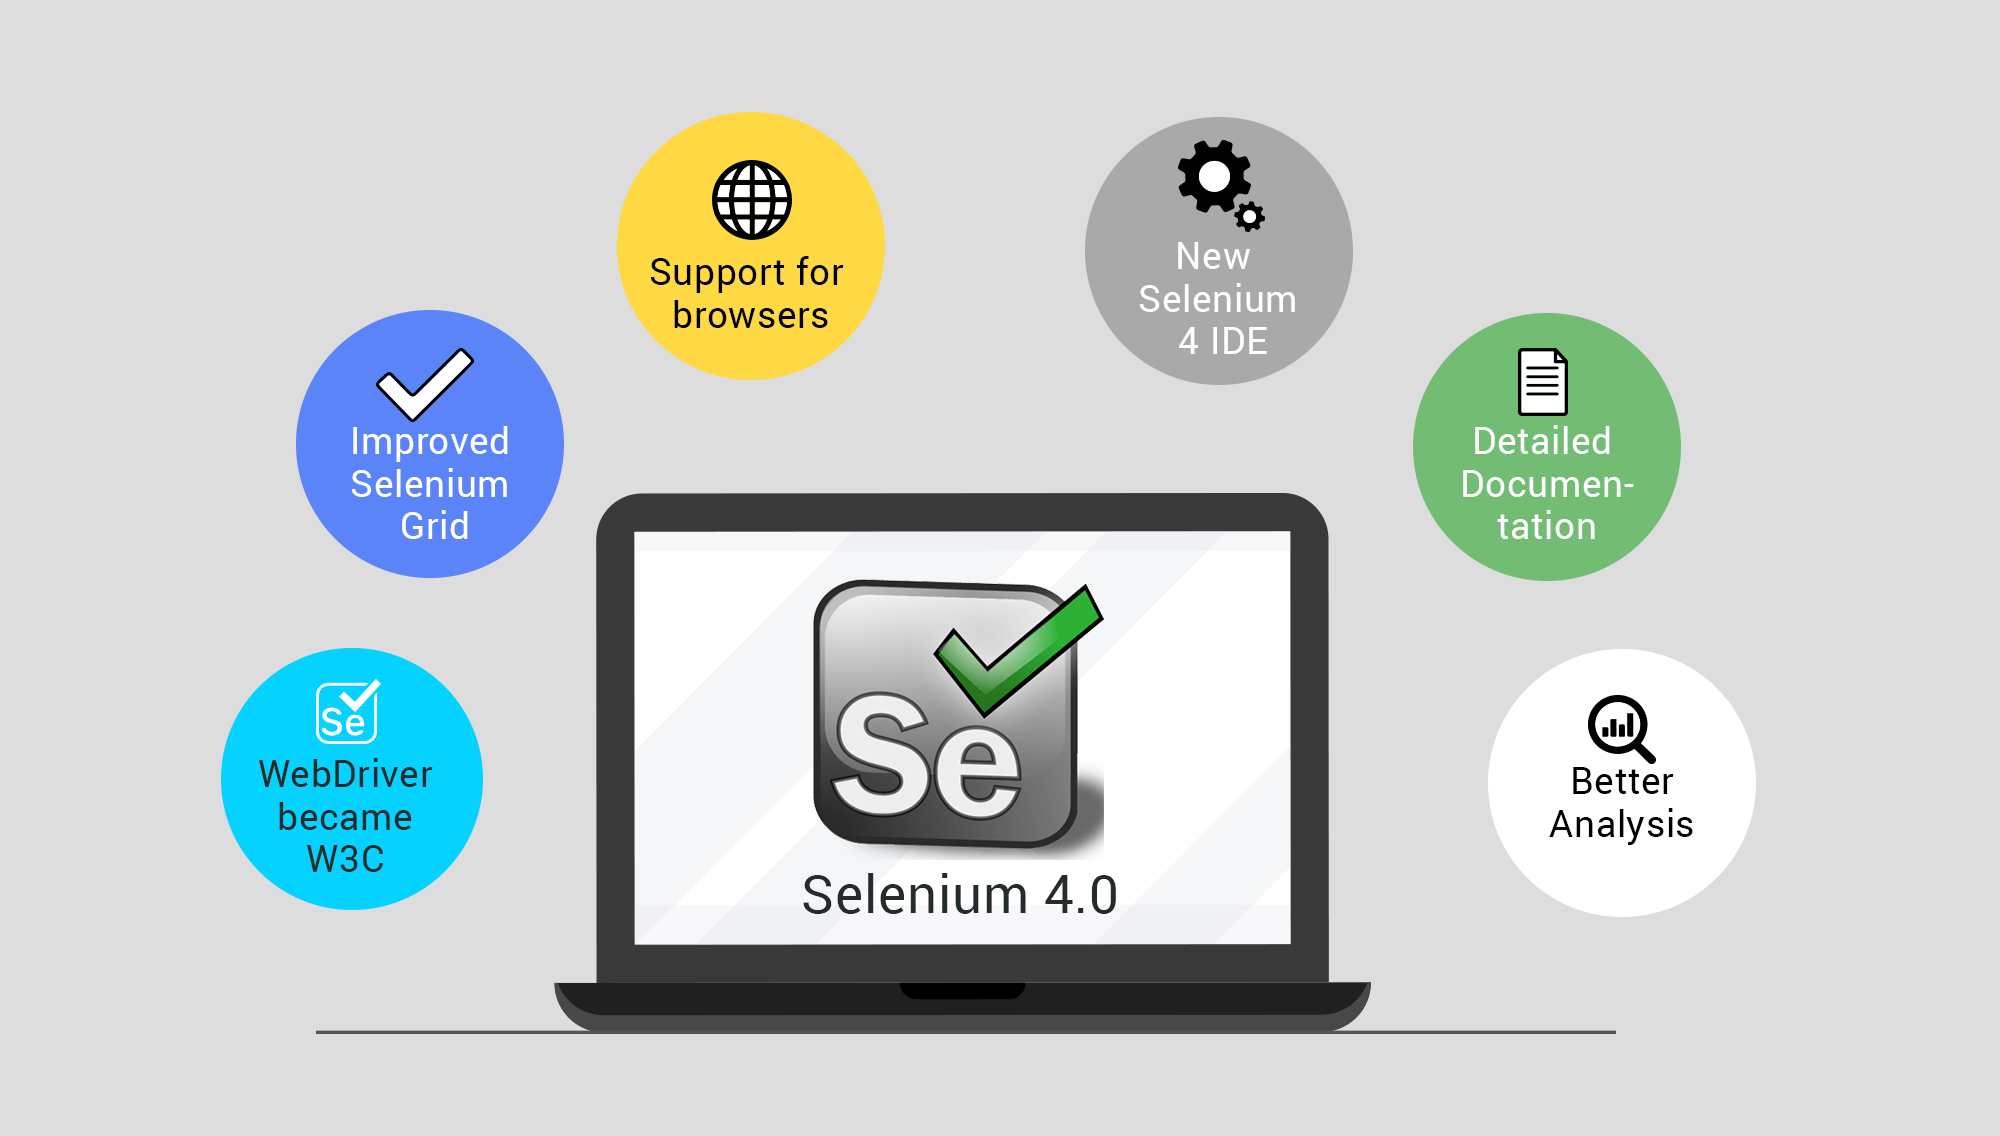 Support for
browsers
New
Selenium
4 IDE
Improved
Selenium
Grid
Detailed
Documen-
tation
Se
WebDriver
became
W3C
Se
Selenium 4.0
Better
Analysis